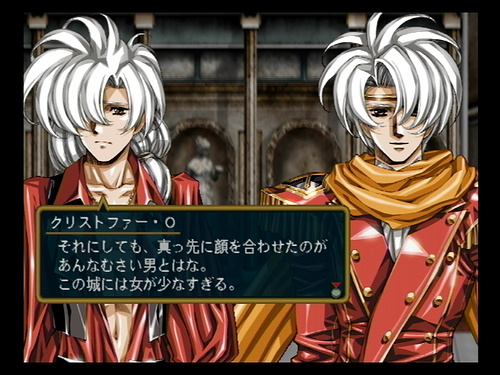 クリストファー・O
それにしても、真っ先に顔を合わせたのが
あんなむさい男とはな。
この城には女が少なすぎる。